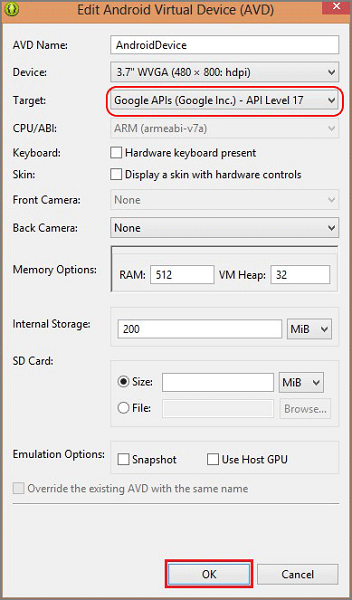 Edit Android Virtual Device (AVD)
AVD Name: AndroidDevice
Device: 3.7" WVGA (480 × 800: hdpi)
Target: Google APIs (Google Inc.) - API Level 17
CPU/ABI: ARM (armeabi-v7a)
Keyboard: Hardware keyboard present
Skin: Display a skin with hardware controls
Front Camera: None
Back Camera: None
Memory Options: RAM: 512 VM Heap: 32
Internal Storage: 200 MiB
SD Card:
Size: MiB
File: Browse...
Emulation Options: Snapshot Use Host GPU
Override the existing AVD with the same name
OK Cancel